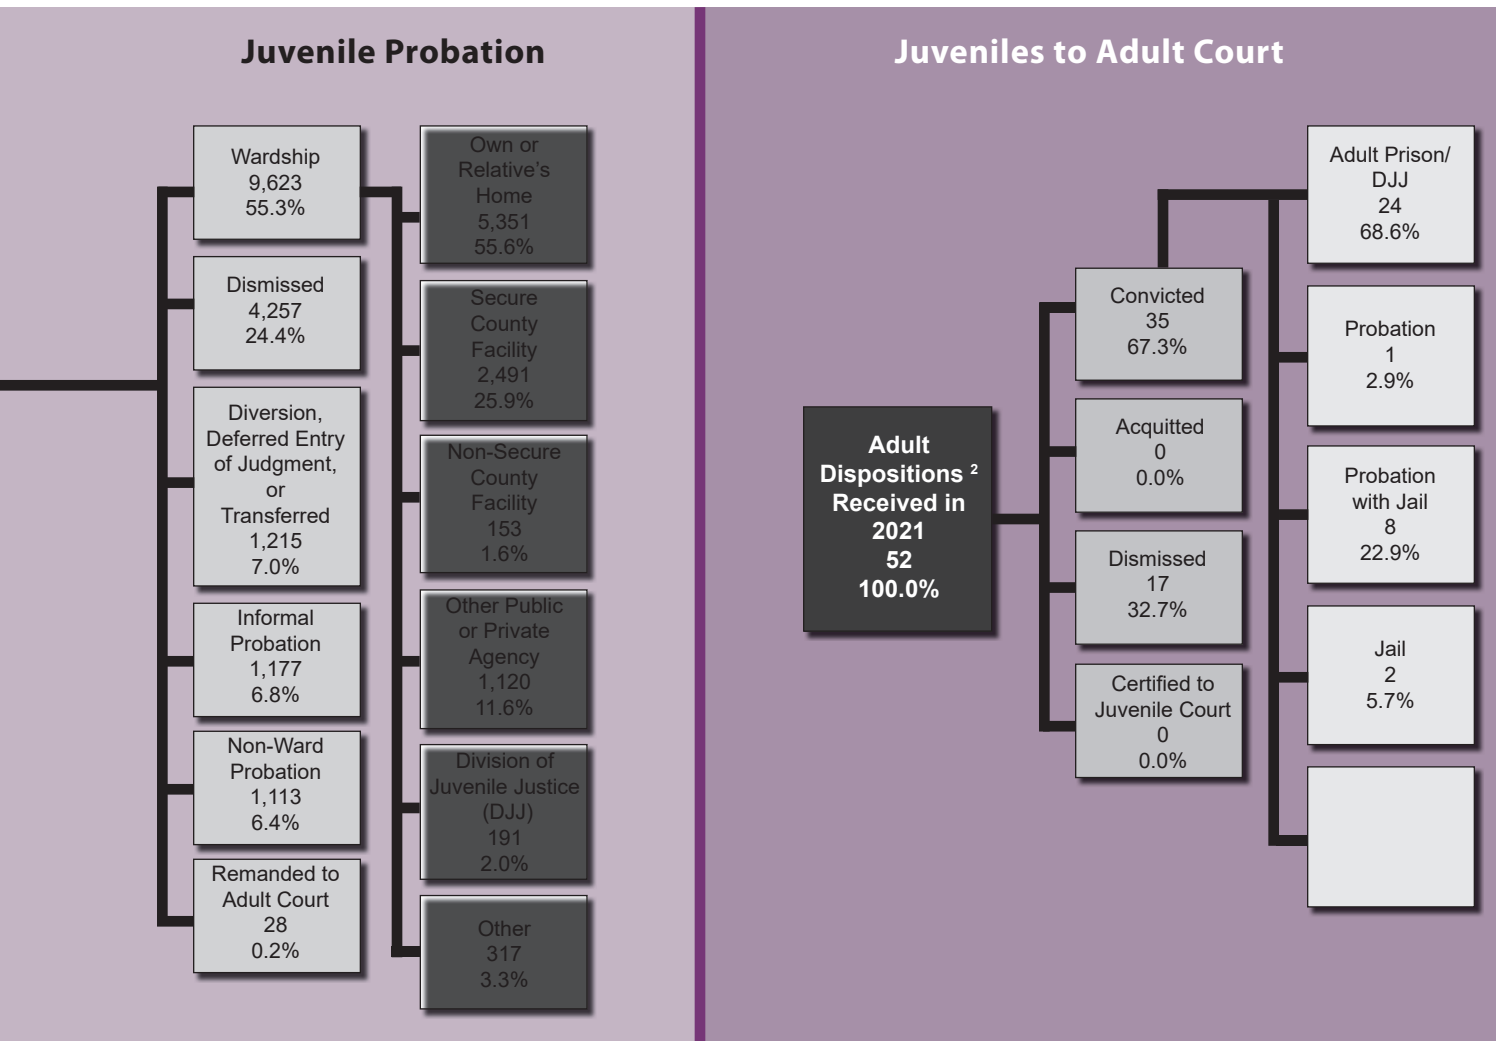 Juvenile Probation
Wardship
9,623
55.3%
Dismissed
4,257
24.4%
Diversion,
Deferred Entry
of Judgment,
or
Transferred
1,215
7.0%
Informal
Probation
1,177
6.8%
Non-Ward
Probation
1,113
6.4%
Remanded to
Adult Court
28
0.2%
Own or
Relative's
Home
5,351
55.6%
Secure
County
Facility
2,491
25.9%
Non-Secure
County
Facility
153
1.6%
Other Public
or Private
Agency
1,120
11.6%
Division of
Juvenile Justice
(DJJ)
191
2.0%
Other
317
3.3%
Juveniles to Adult Court
Adult
Dispositions ²
Received in
2021
52
100.0%
Convicted
35
67.3%
Acquitted
0
0.0%
Dismissed
17
32.7%
Certified to
Juvenile Court
0
0.0%
Adult Prison/
DJJ
24
68.6%
Probation
1
2.9%
Probation
with Jail
8
22.9%
Jail
2
5.7%